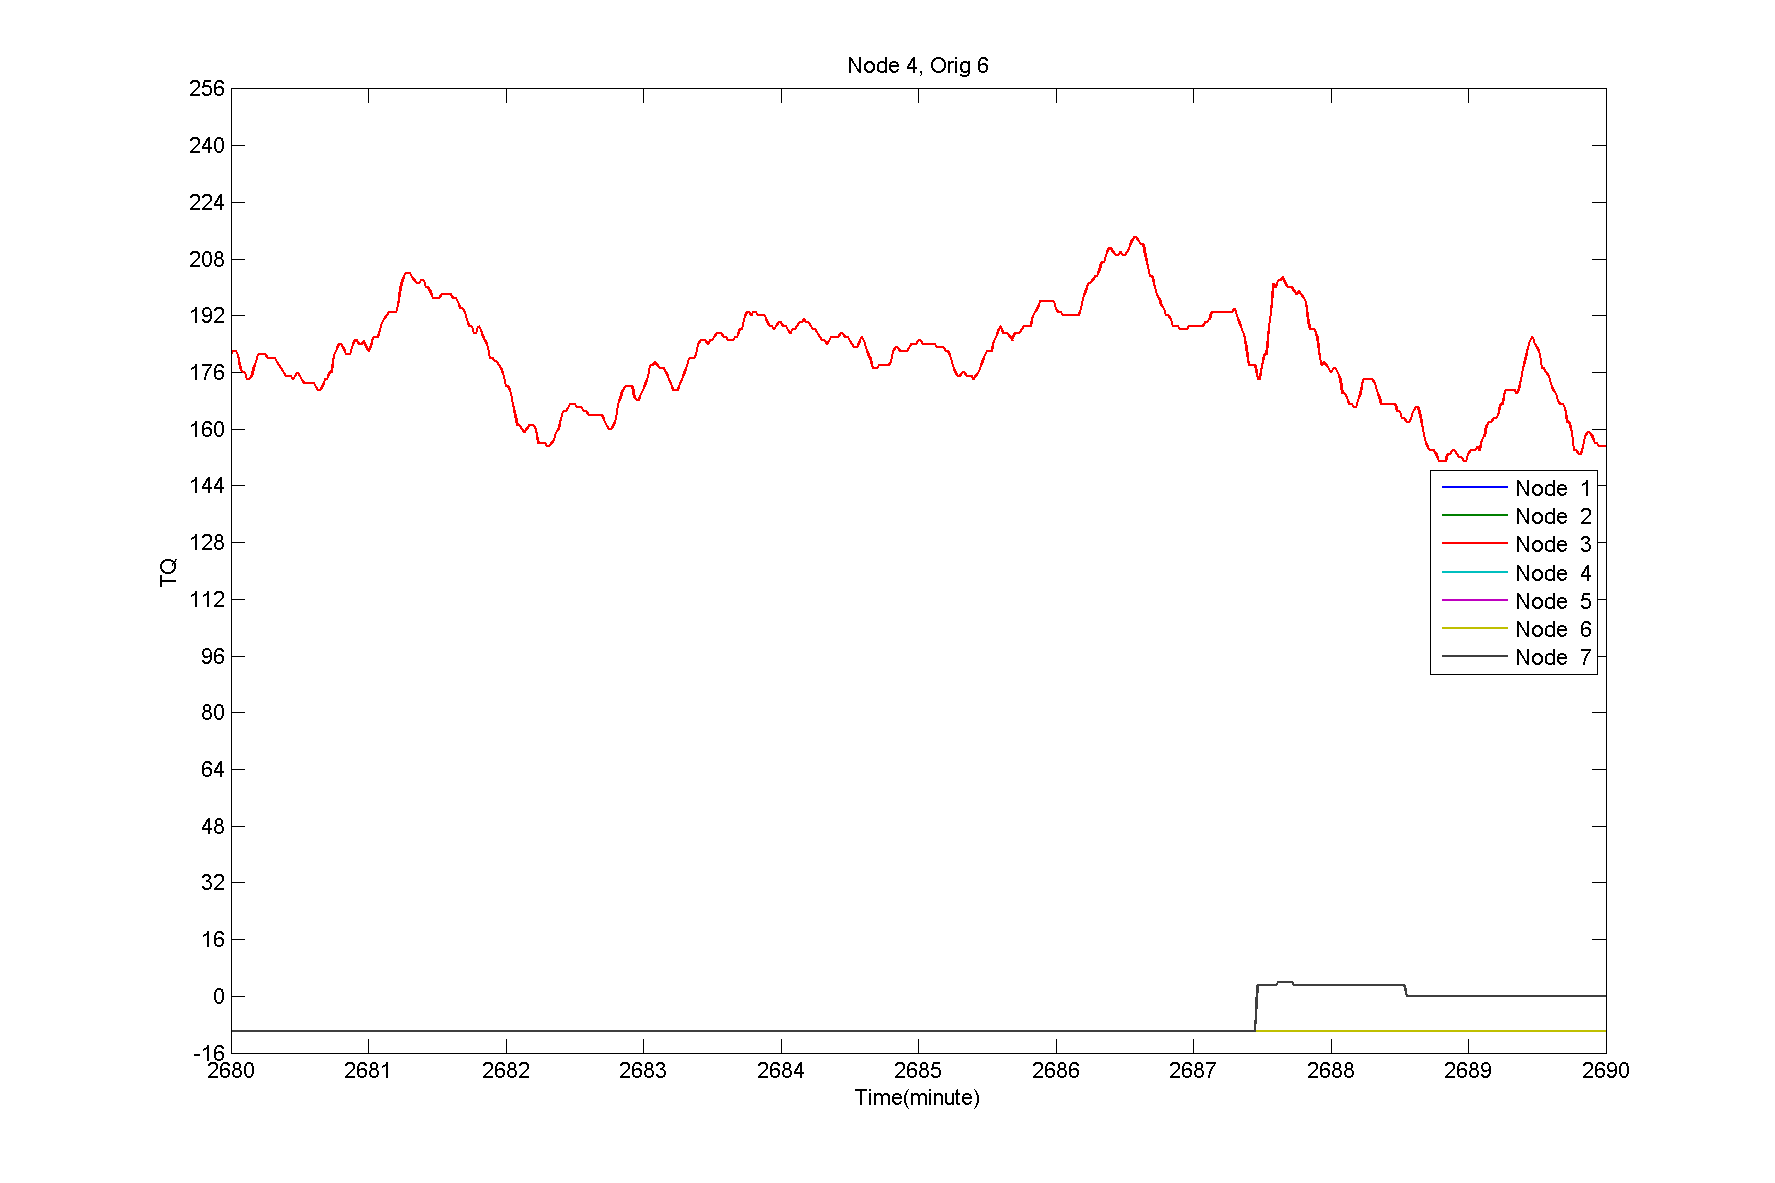 Node 4, Orig 6
256
240
224
208
192
176
160
144
128
112
96
80
64
48
32
16
0
-16
TQ
Node 1
Node 2
Node 3
Node 4
Node 5
Node 6
Node 7
2680 2681 2682 2683 2684 2685 2686 2687 2688 2689 2690
Time(minute)